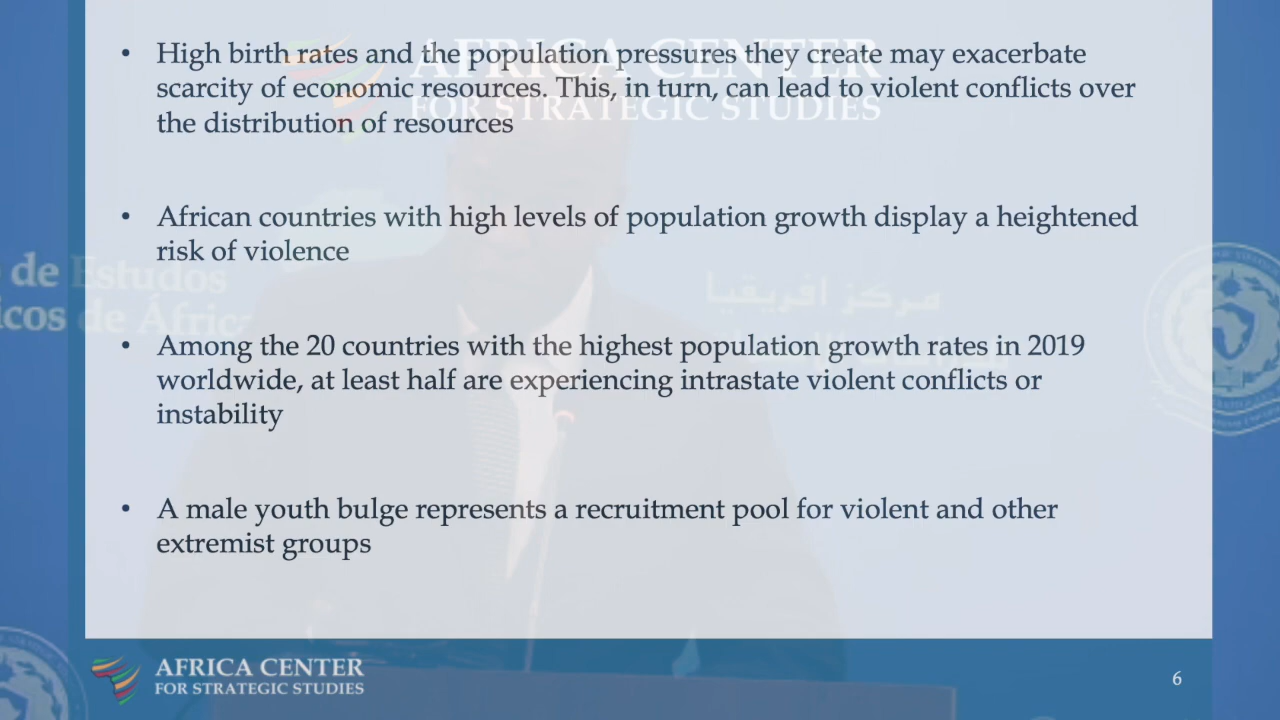 AFRICA CENTER
FOR STRATEGIC STUDIES
• High birth rates and the population pressures they create may exacerbate
scarcity of economic resources. This, in turn, can lead to violent conflicts over
the distribution of resources
• African countries with high levels of population growth display a heightened
risk of violence
de Estudos
icos de África
مركز افريقيا
• Among the 20 countries with the highest population growth rates in 2019
worldwide, at least half are experiencing intrastate violent conflicts or
instability
• A male youth bulge represents a recruitment pool for violent and other
extremist groups
AFRICA CENTER
FOR STRATEGIC STUDIES
6